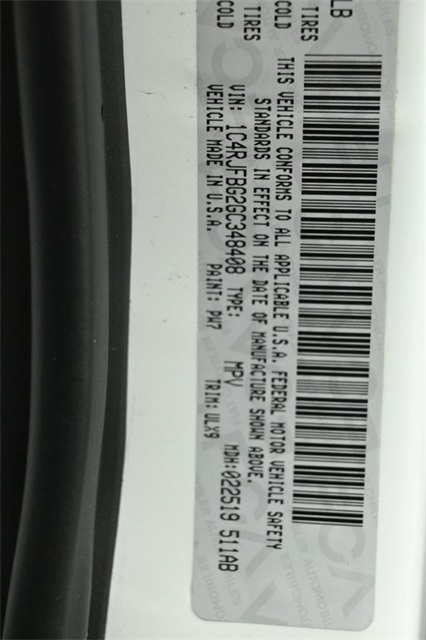 LB
TIRES
COLD
TIRES
COLD
THIS VEHICLE CONFORMS TO ALL APPLICABLE U.S.A. FEDERAL MOTOR VEHICLE SAFETY
STANDARDS IN EFFECT ON THE DATE OF MANUFACTURE SHOWN ABOVE.
VIN: 1C4RJFBG2GC348408 TYPE: MPV MDH:022519 511AB
VEHICLE MADE IN U.S.A. PAINT: PW7 TRIM: ULX9